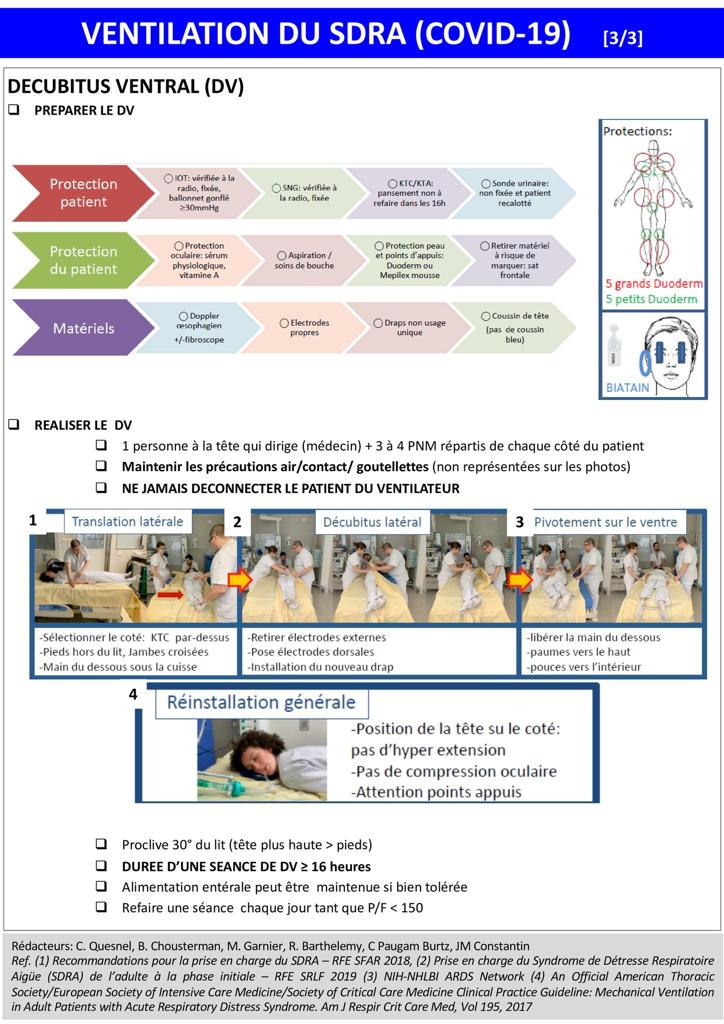 VENTILATION DU SDRA (COVID-19) [3/3]
DECUBITUS VENTRAL (DV)
❑ PREPARER LE DV
Protection
patient
◯ IOT: vérifiée à la
radio, fixée,
ballonnet gonflé
≥30mmHg
◯ SNG: vérifiée à
la radio, fixée
◯ KTC/KTA:
pansement non à
refaire dans les 16h
◯ Sonde urinaire:
non fixée et patient
recalotté
Protection
du patient
◯ Protection
oculaire: sérum
physiologique,
vitamine A
◯ Aspiration /
soins de bouche
◯ Protection peau
et points d'appuis:
Duoderm ou
Mepilex mousse
◯ Retirer matériel
à risque de
marquer: sat
frontale
Matériels
◯ Doppler
œsophagien
+/-fibroscope
◯ Electrodes
propres
◯ Draps non usage
unique
◯ Coussin de tête
(pas de coussin
bleu)
Protections:
5 grands Duoderm
5 petits Duoderm
BIATAIN
❑ REALISER LE DV
❑ 1 personne à la tête qui dirige (médecin) + 3 à 4 PNM répartis de chaque côté du patient
❑ Maintenir les précautions air/contact/ goutellettes (non représentées sur les photos)
❑ NE JAMAIS DECONNECTER LE PATIENT DU VENTILATEUR
1 Translation latérale
2 Décubitus latéral
3 Pivotement sur le ventre
-Sélectionner le coté: KTC par-dessus
-Pieds hors du lit, Jambes croisées
-Main du dessous sous la cuisse
-Retirer électrodes externes
-Pose électrodes dorsales
-Installation du nouveau drap
-libérer la main du dessous
-paumes vers le haut
-pouces vers l'intérieur
4 Réinstallation générale
-Position de la tête su le coté:
pas d'hyper extension
-Pas de compression oculaire
-Attention points appuis
❑ Proclive 30° du lit (tête plus haute > pieds)
❑ DUREE D'UNE SEANCE DE DV ≥ 16 heures
❑ Alimentation entérale peut être maintenue si bien tolérée
❑ Refaire une séance chaque jour tant que P/F < 150
Rédacteurs: C. Quesnel, B. Chousterman, M. Garnier, R. Barthelemy, C Paugam Burtz, JM Constantin
Ref. (1) Recommandations pour la prise en charge du SDRA – RFE SFAR 2018, (2) Prise en charge du Syndrome de Détresse Respiratoire
Aigüe (SDRA) de l'adulte à la phase initiale – RFE SRLF 2019 (3) NIH-NHLBI ARDS Network (4) An Official American Thoracic
Society/European Society of Intensive Care Medicine/Society of Critical Care Medicine Clinical Practice Guideline: Mechanical Ventilation
in Adult Patients with Acute Respiratory Distress Syndrome. Am J Respir Crit Care Med, Vol 195, 2017